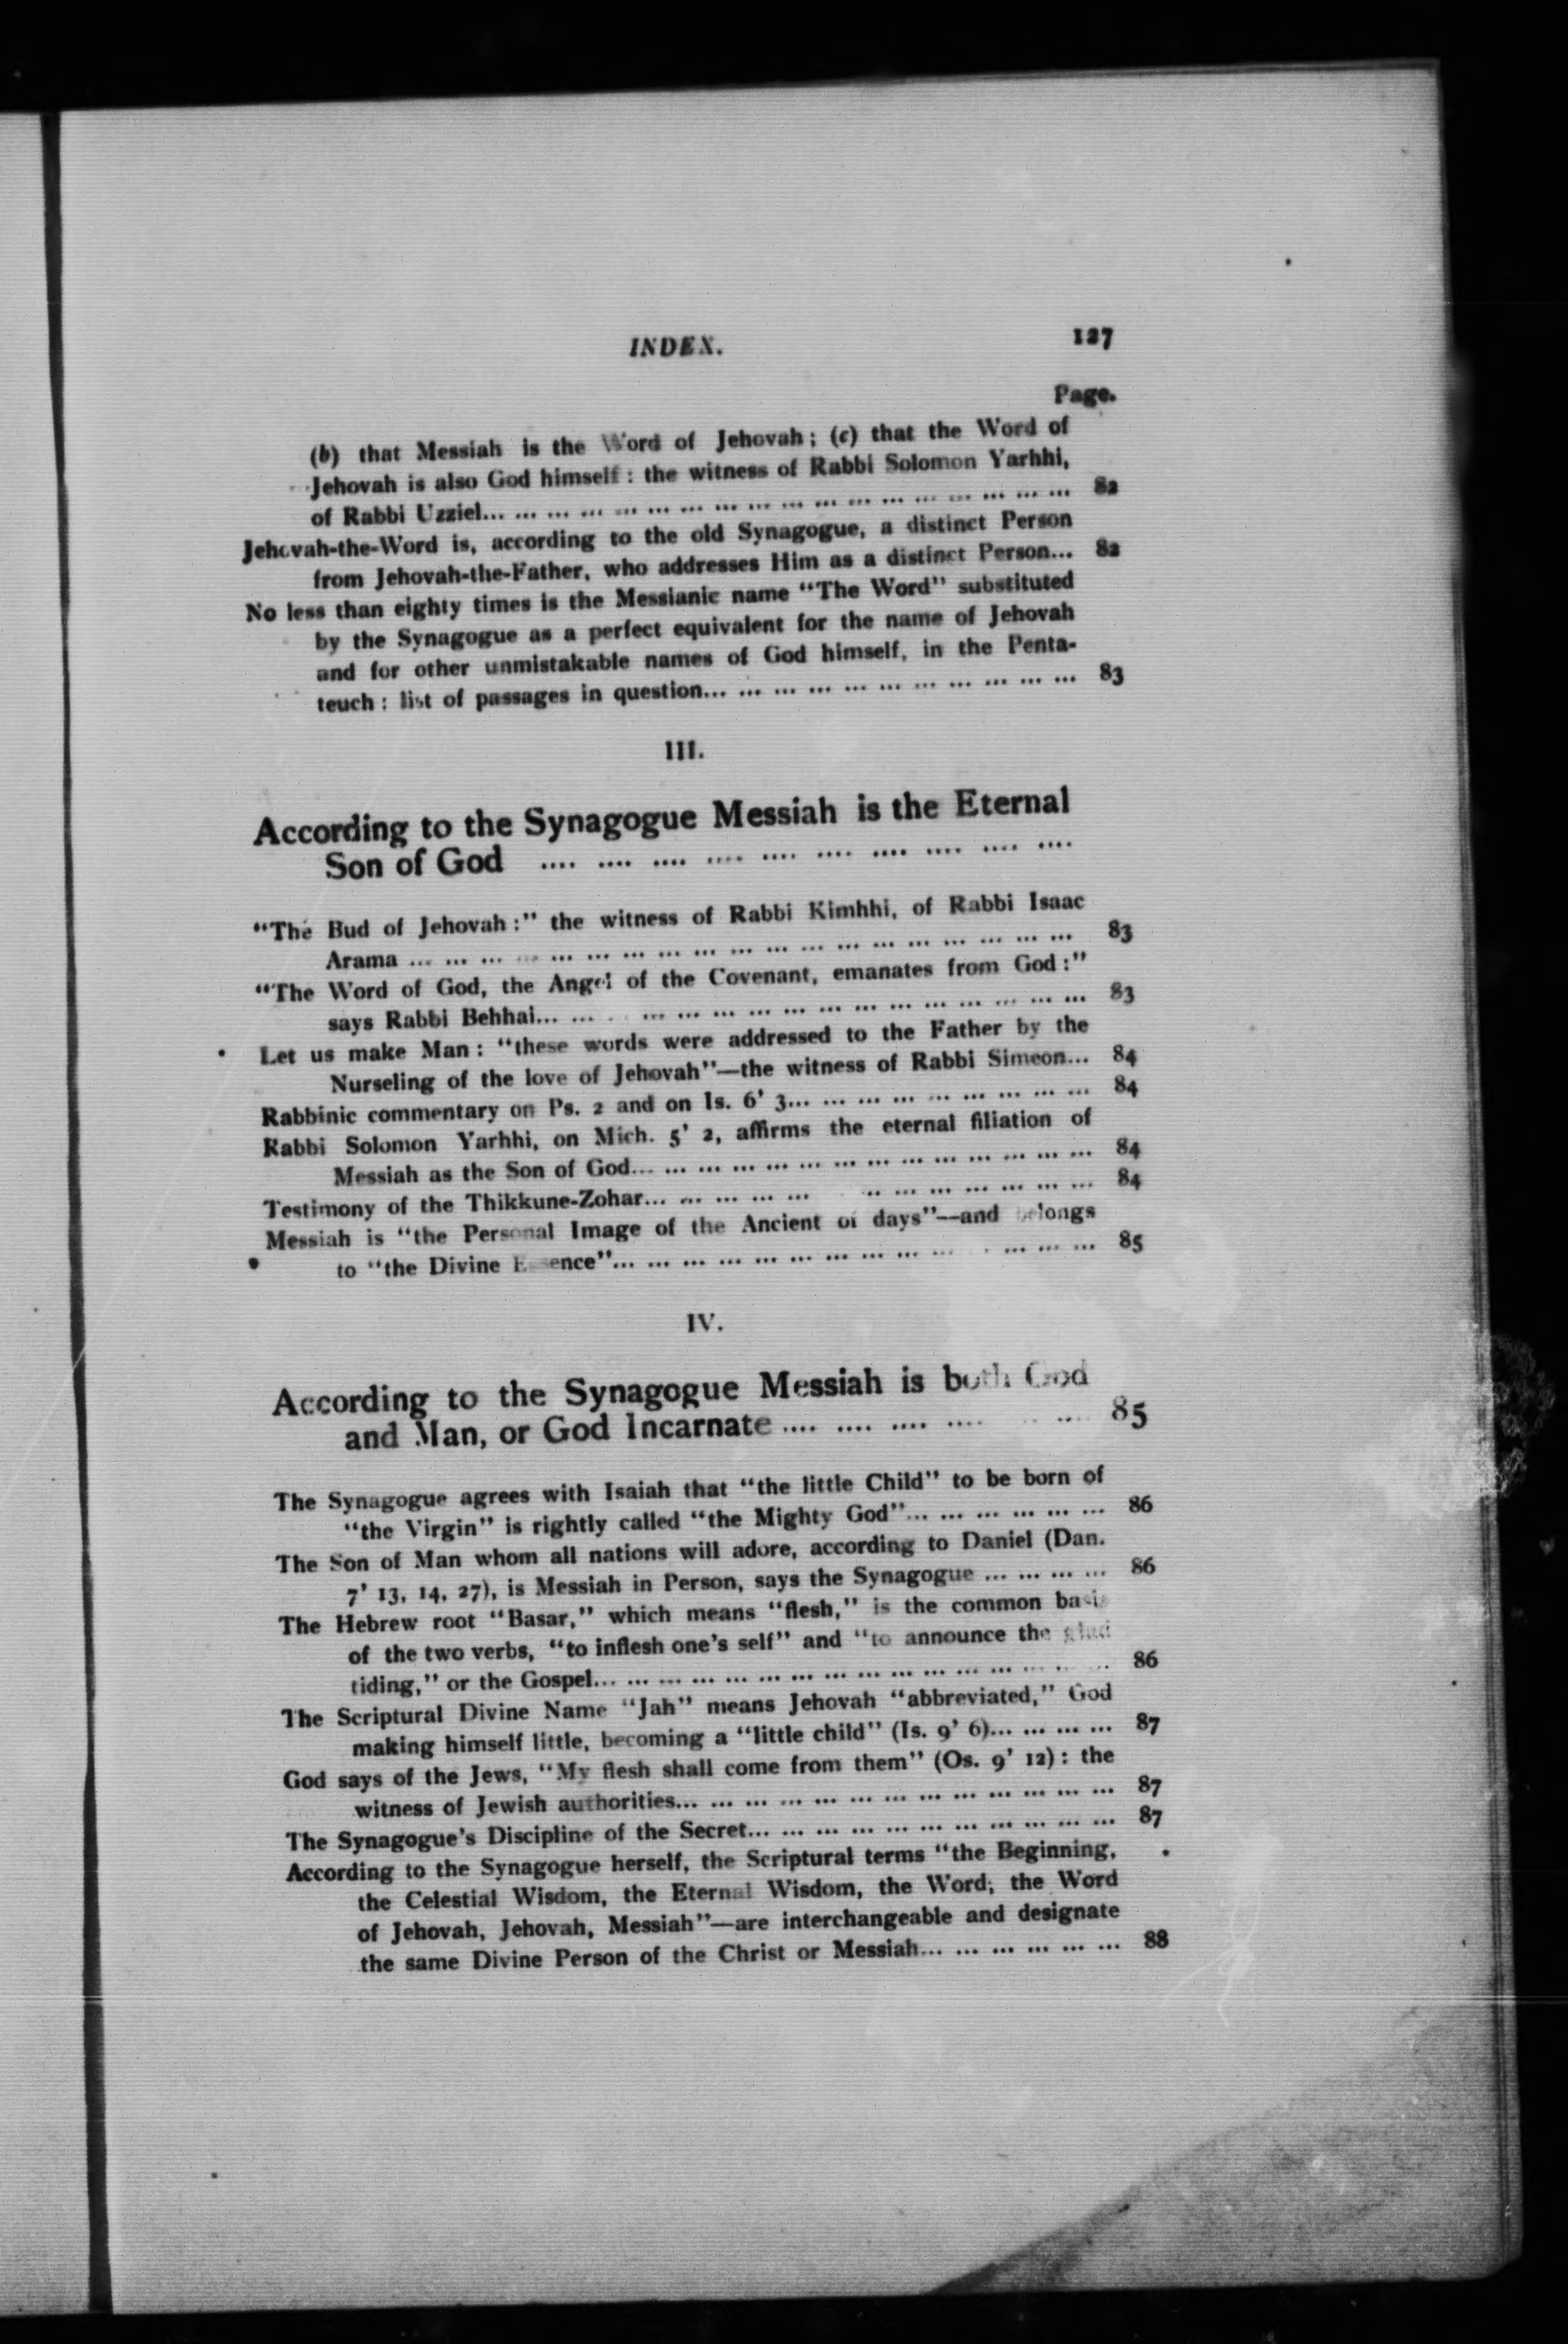 INDEX. 127
Page.
(b) that Messiah is the Word of Jehovah; (c) that the Word of
Jehovah is also God himself: the witness of Rabbi Solomon Yarhhi,
of Rabbi Uzziel... ... ... ... ... ... ... ... ... ... ... ... ... ... ... ... ... ... 82
Jehovah-the-Word is, according to the old Synagogue, a distinct Person
from Jehovah-the-Father, who addresses Him as a distinct Person... 82
No less than eighty times is the Messianic name "The Word" substituted
by the Synagogue as a perfect equivalent for the name of Jehovah
and for other unmistakable names of God himself, in the Penta-
teuch: list of passages in question... ... ... ... ... ... ... ... ... ... ... 83
III.
According to the Synagogue Messiah is the Eternal
Son of God .... .... .... .... .... .... .... .... .... ....
"The Bud of Jehovah:" the witness of Rabbi Kimhhi, of Rabbi Isaac
Arama ... ... ... ... ... ... ... ... ... ... ... ... ... ... ... ... ... ... ... 83
"The Word of God, the Angel of the Covenant, emanates from God:"
says Rabbi Behhai... ... ... ... ... ... ... ... ... ... ... ... ... ... ... 83
Let us make Man: "these words were addressed to the Father by the
Nurseling of the love of Jehovah"—the witness of Rabbi Simeon... 84
Rabbinic commentary on Ps. 2 and on Is. 6' 3... ... ... ... ... ... ... ... ... 84
Rabbi Solomon Yarhhi, on Mich. 5' 2, affirms the eternal filiation of
Messiah as the Son of God... ... ... ... ... ... ... ... ... ... ... ... ... ... 84
Testimony of the Thikkune-Zohar... ... ... ... ... ... ... ... ... ... ... ... 84
Messiah is "the Personal Image of the Ancient of days"—and belongs
to "the Divine Essence"... ... ... ... ... ... ... ... ... ... ... ... ... ... 85
IV.
According to the Synagogue Messiah is both God
and Man, or God Incarnate .... .... .... .... .... .... 85
The Synagogue agrees with Isaiah that "the little Child" to be born of
"the Virgin" is rightly called "the Mighty God"... ... ... ... ... ... 86
The Son of Man whom all nations will adore, according to Daniel (Dan.
7' 13, 14, 27), is Messiah in Person, says the Synagogue ... ... ... ... 86
The Hebrew root "Basar," which means "flesh," is the common basis
of the two verbs, "to inflesh one's self" and "to announce the glad
tiding," or the Gospel... ... ... ... ... ... ... ... ... ... ... ... ... ... ... 86
The Scriptural Divine Name "Jah" means Jehovah "abbreviated," God
making himself little, becoming a "little child" (Is. 9' 6)... ... ... ... 87
God says of the Jews, "My flesh shall come from them" (Os. 9' 12): the
witness of Jewish authorities... ... ... ... ... ... ... ... ... ... ... ... ... 87
The Synagogue's Discipline of the Secret... ... ... ... ... ... ... ... ... ... ... 87
According to the Synagogue herself, the Scriptural terms "the Beginning,
the Celestial Wisdom, the Eternal Wisdom, the Word, the Word
of Jehovah, Jehovah, Messiah"—are interchangeable and designate
the same Divine Person of the Christ or Messiah... ... ... ... ... ... 88